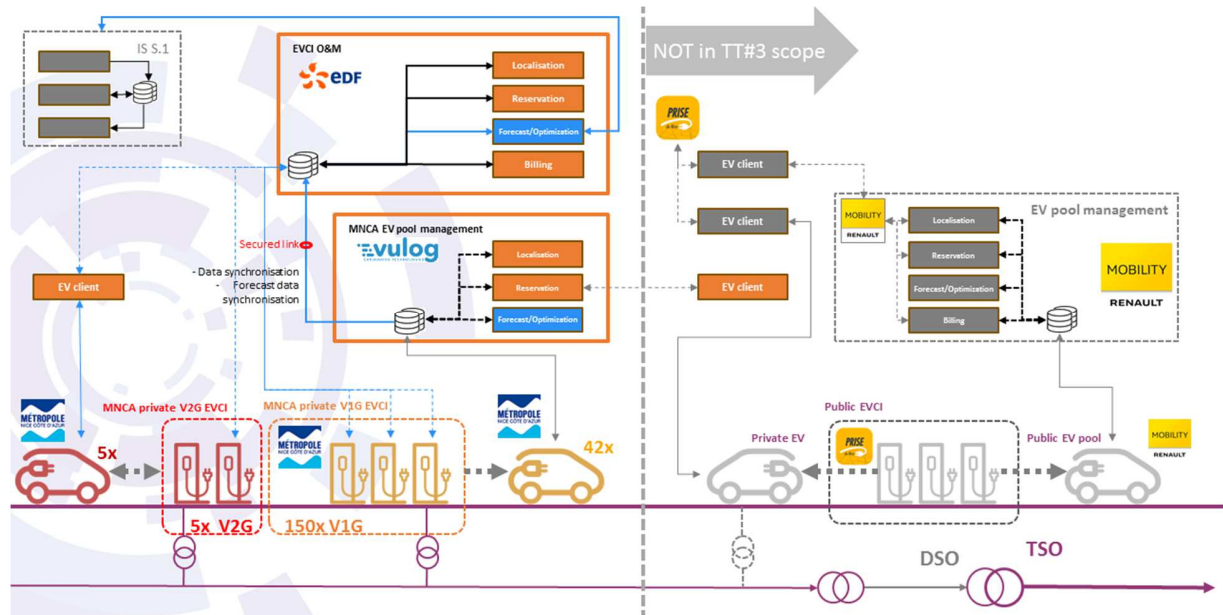 IS S.1
EVCI O&M
eDF
Localisation
Reservation
Forecast/Optimization
Billing
MNCA EV pool management
vulog
Localisation
Reservation
Forecast/Optimization
Secured link
- Data synchronisation
- Forecast data
synchronisation
EV client
NOT in TT#3 scope
PRISE
EV client
EV client
EV client
MOBILITY
RENAULT
EV pool management
Localisation
Reservation
Forecast/Optimization
Billing
MOBILITY
RENAULT
MÉTROPOLE
NICE CÔTE D'AZUR
MNCA private V2G EVCI
MNCA private V1G EVCI
MÉTROPOLE
NICE CÔTE D'AZUR
MÉTROPOLE
NICE CÔTE D'AZUR
5x
42x
5x V2G
150x V1G
Private EV
Public EVCI
PRISE
Public EV pool
MOBILITY
RENAULT
DSO
TSO